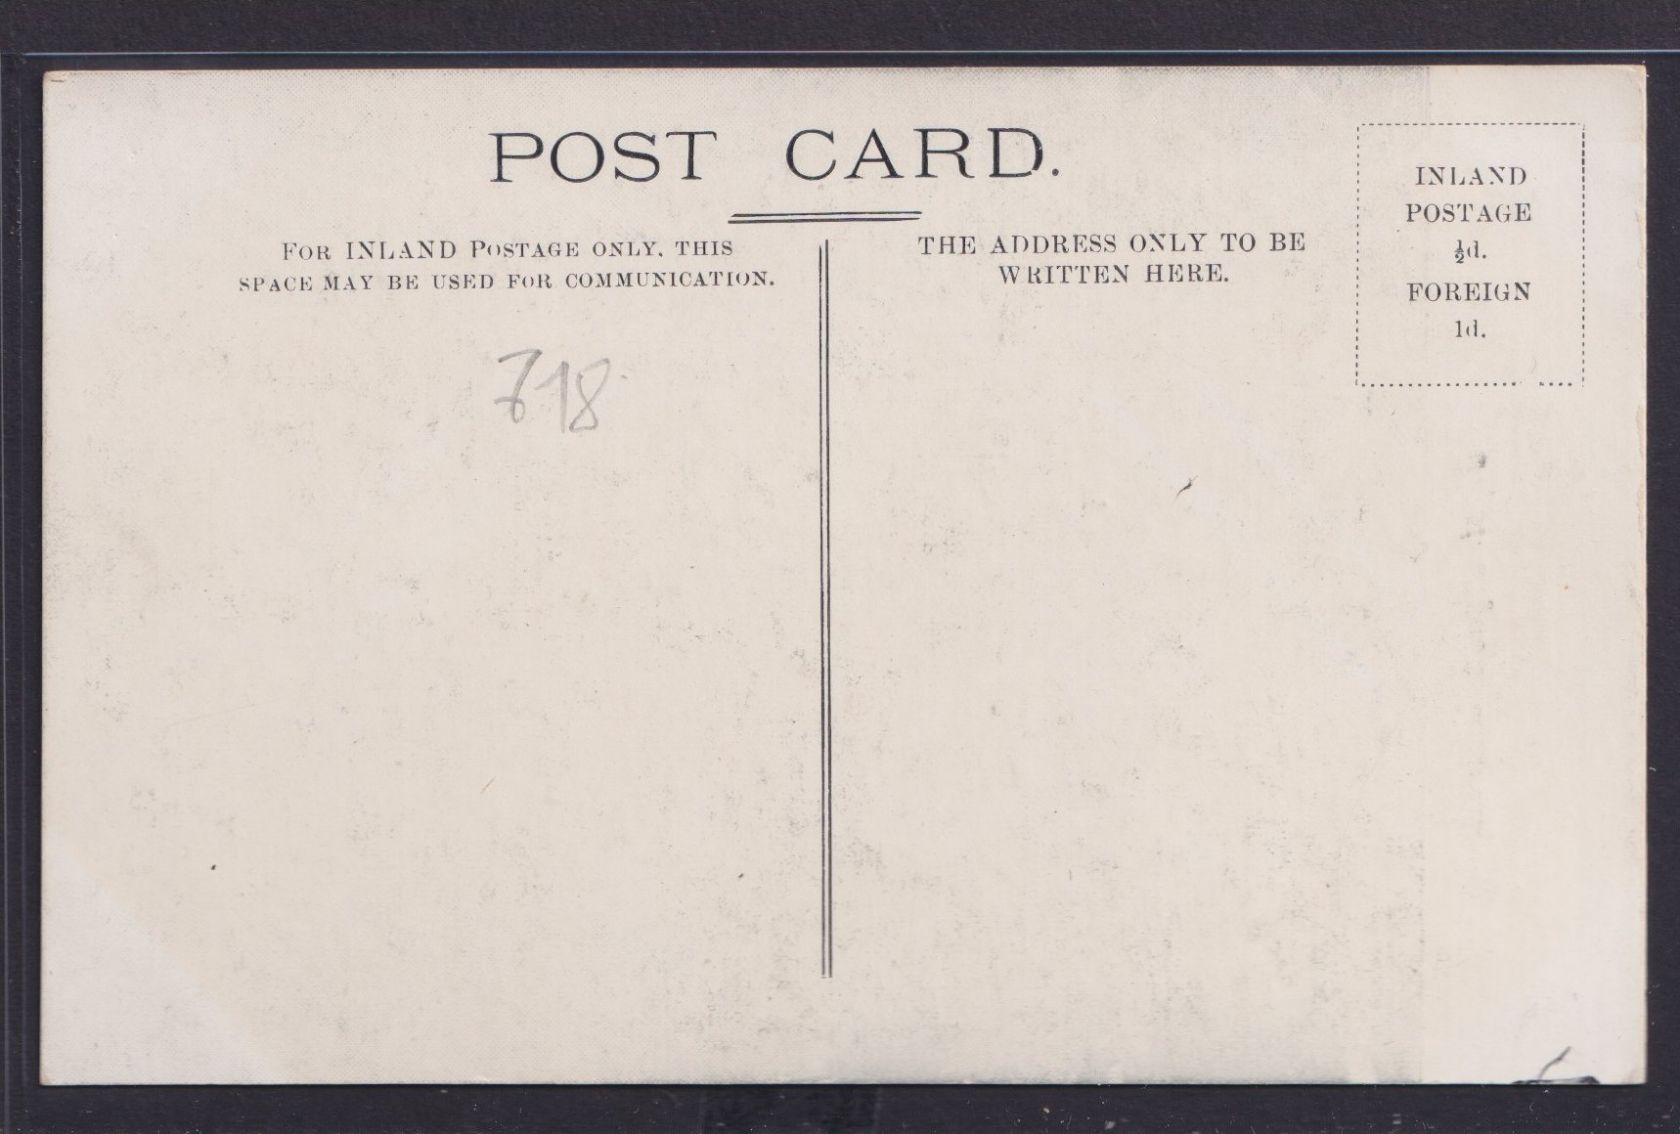 POST CARD.
FOR INLAND POSTAGE ONLY, THIS
SPACE MAY BE USED FOR COMMUNICATION.
THE ADDRESS ONLY TO BE
WRITTEN HERE.
INLAND
POSTAGE
½d.
FOREIGN
1d.
718